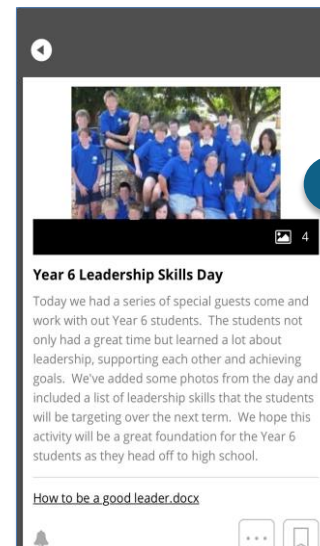 4
Year 6 Leadership Skills Day
Today we had a series of special guests come and
work with out Year 6 students. The students not
only had a great time but learned a lot about
leadership, supporting each other and achieving
goals. We've added some photos from the day and
included a list of leadership skills that the students
will be targeting over the next term. We hope this
activity will be a great foundation for the Year 6
students as they head off to high school.
How to be a good leader.docx